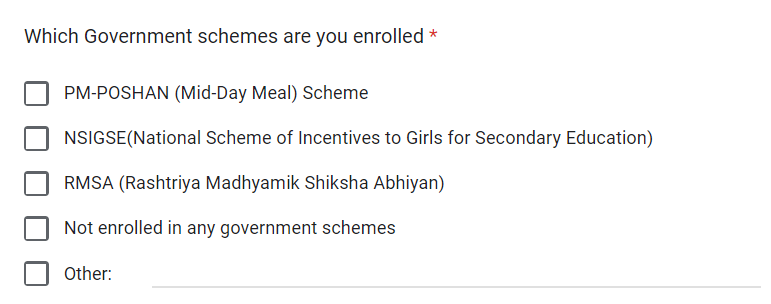 Which Government schemes are you enrolled *
PM-POSHAN (Mid-Day Meal) Scheme
NSIGSE(National Scheme of Incentives to Girls for Secondary Education)
RMSA (Rashtriya Madhyamik Shiksha Abhiyan)
Not enrolled in any government schemes
Other: